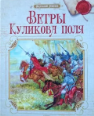 Ветры
Куликова поля